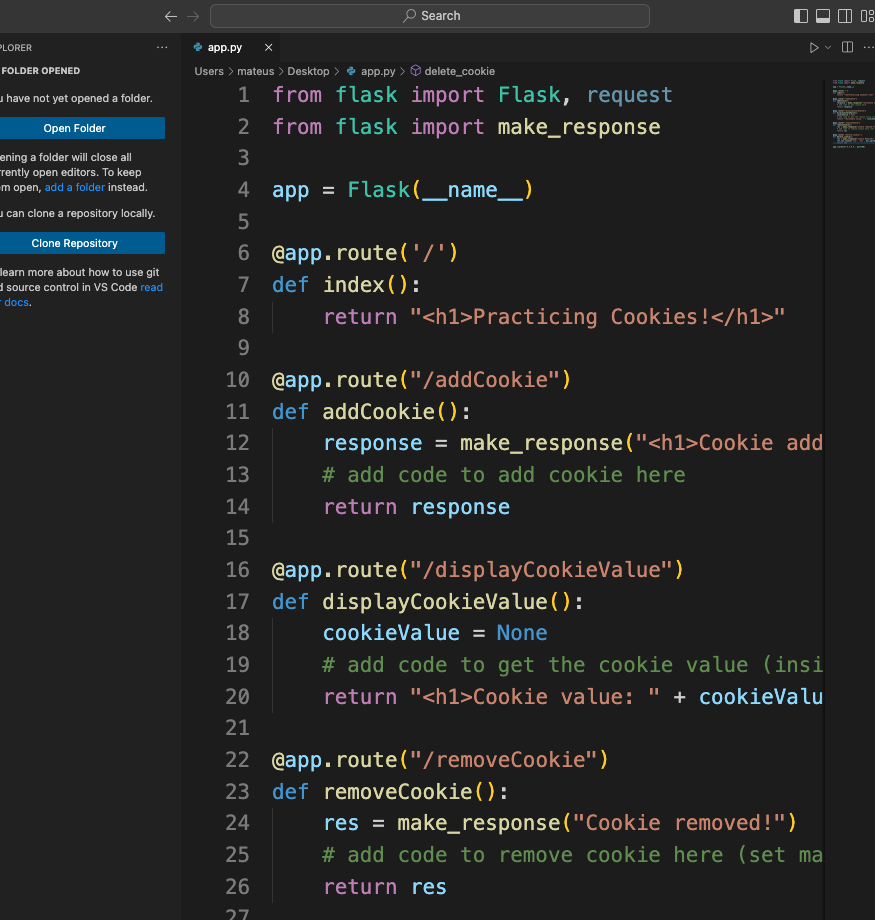 Search
PLORER
FOLDER OPENED
u have not yet opened a folder.
Open Folder
ening a folder will close all
rrently open editors. To keep
em open, add a folder instead.
u can clone a repository locally.
Clone Repository
learn more about how to use git
d source control in VS Code read
r docs.
app.py
Users > mateus > Desktop > app.py > delete_cookie
1 from flask import Flask, request
2 from flask import make_response
3
4 app = Flask(__name__)
5
6 @app.route('/')
7 def index():
8 return "<h1>Practicing Cookies!</h1>"
9
10 @app.route("/addCookie")
11 def addCookie():
12 response = make_response("<h1>Cookie add
13 # add code to add cookie here
14 return response
15
16 @app.route("/displayCookieValue")
17 def displayCookieValue():
18 cookieValue = None
19 # add code to get the cookie value (insi
20 return "<h1>Cookie value: " + cookieValu
21
22 @app.route("/removeCookie")
23 def removeCookie():
24 res = make_response("Cookie removed!")
25 # add code to remove cookie here (set ma
26 return res
27